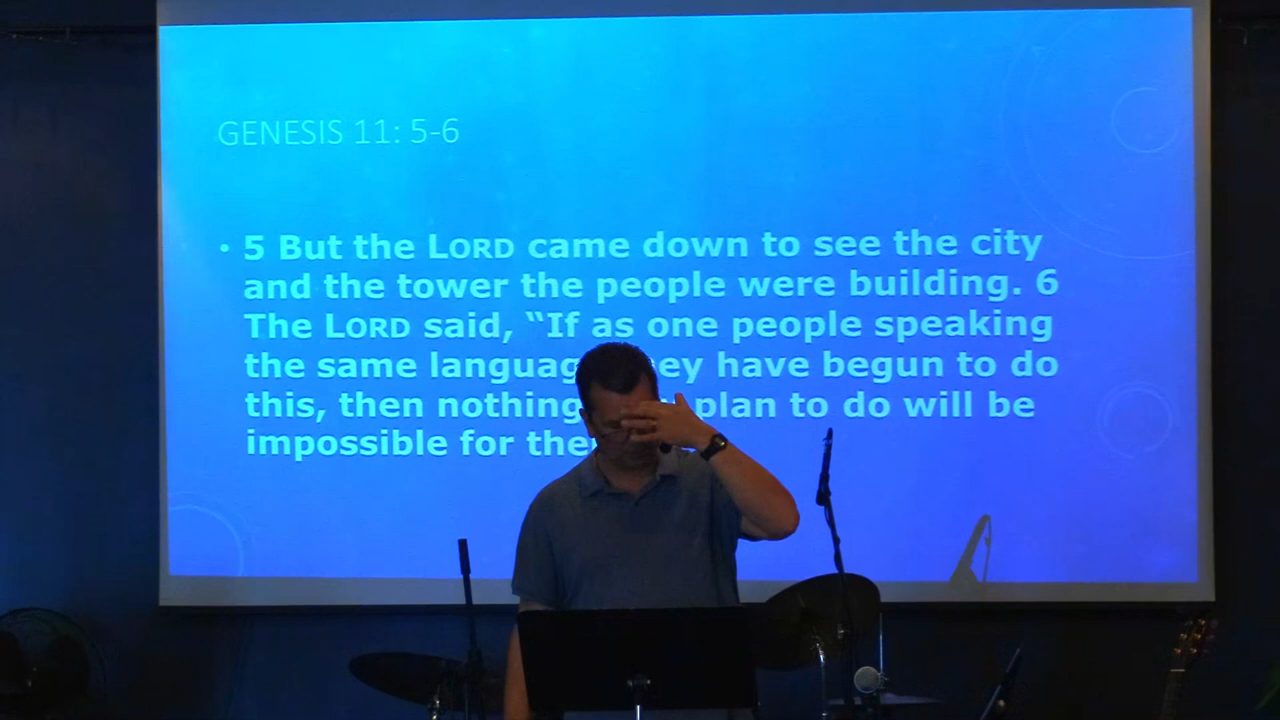 GENESIS 11: 5-6
• 5 But the LORD came down to see the city
and the tower the people were building. 6
The LORD said, “If as one people speaking
the same languag ey have begun to do
this, then nothing plan to do will be
impossible for the